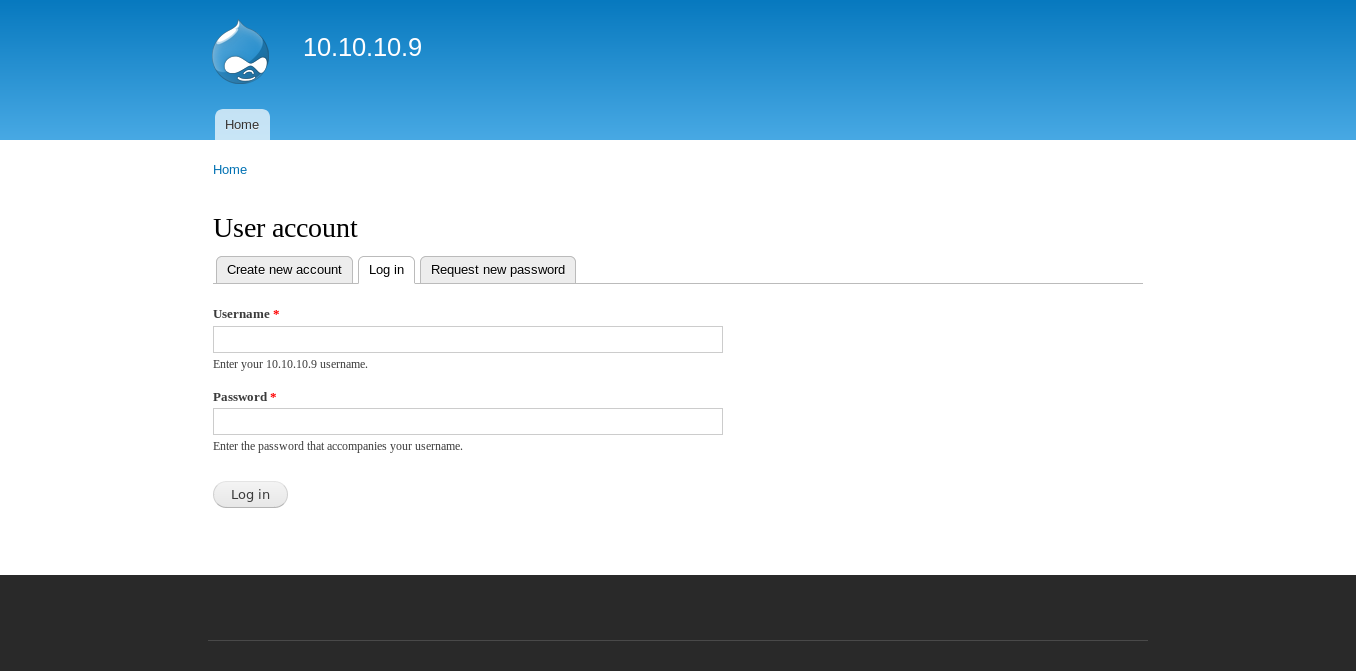 10.10.10.9
Home
Home
User account
Create new account Log in Request new password
Username *
Enter your 10.10.10.9 username.
Password *
Enter the password that accompanies your username.
Log in